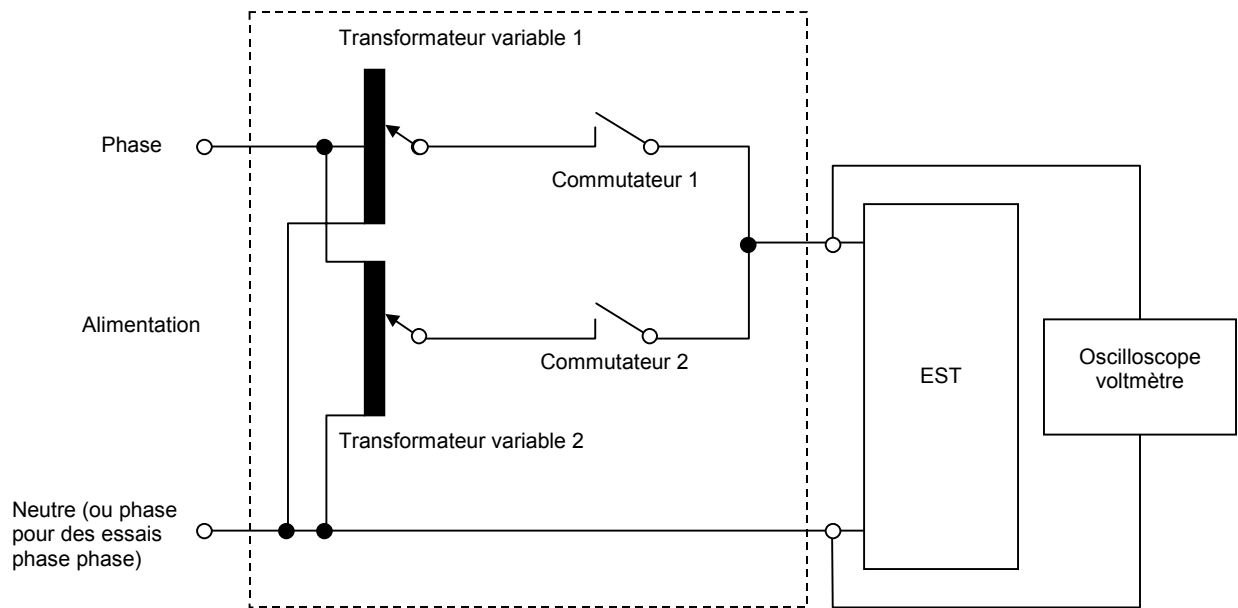 Transformateur variable 1
Phase
Commutateur 1
Alimentation
Commutateur 2
EST
Oscilloscope
voltmètre
Transformateur variable 2
Neutre (ou phase
pour des essais
phase phase)